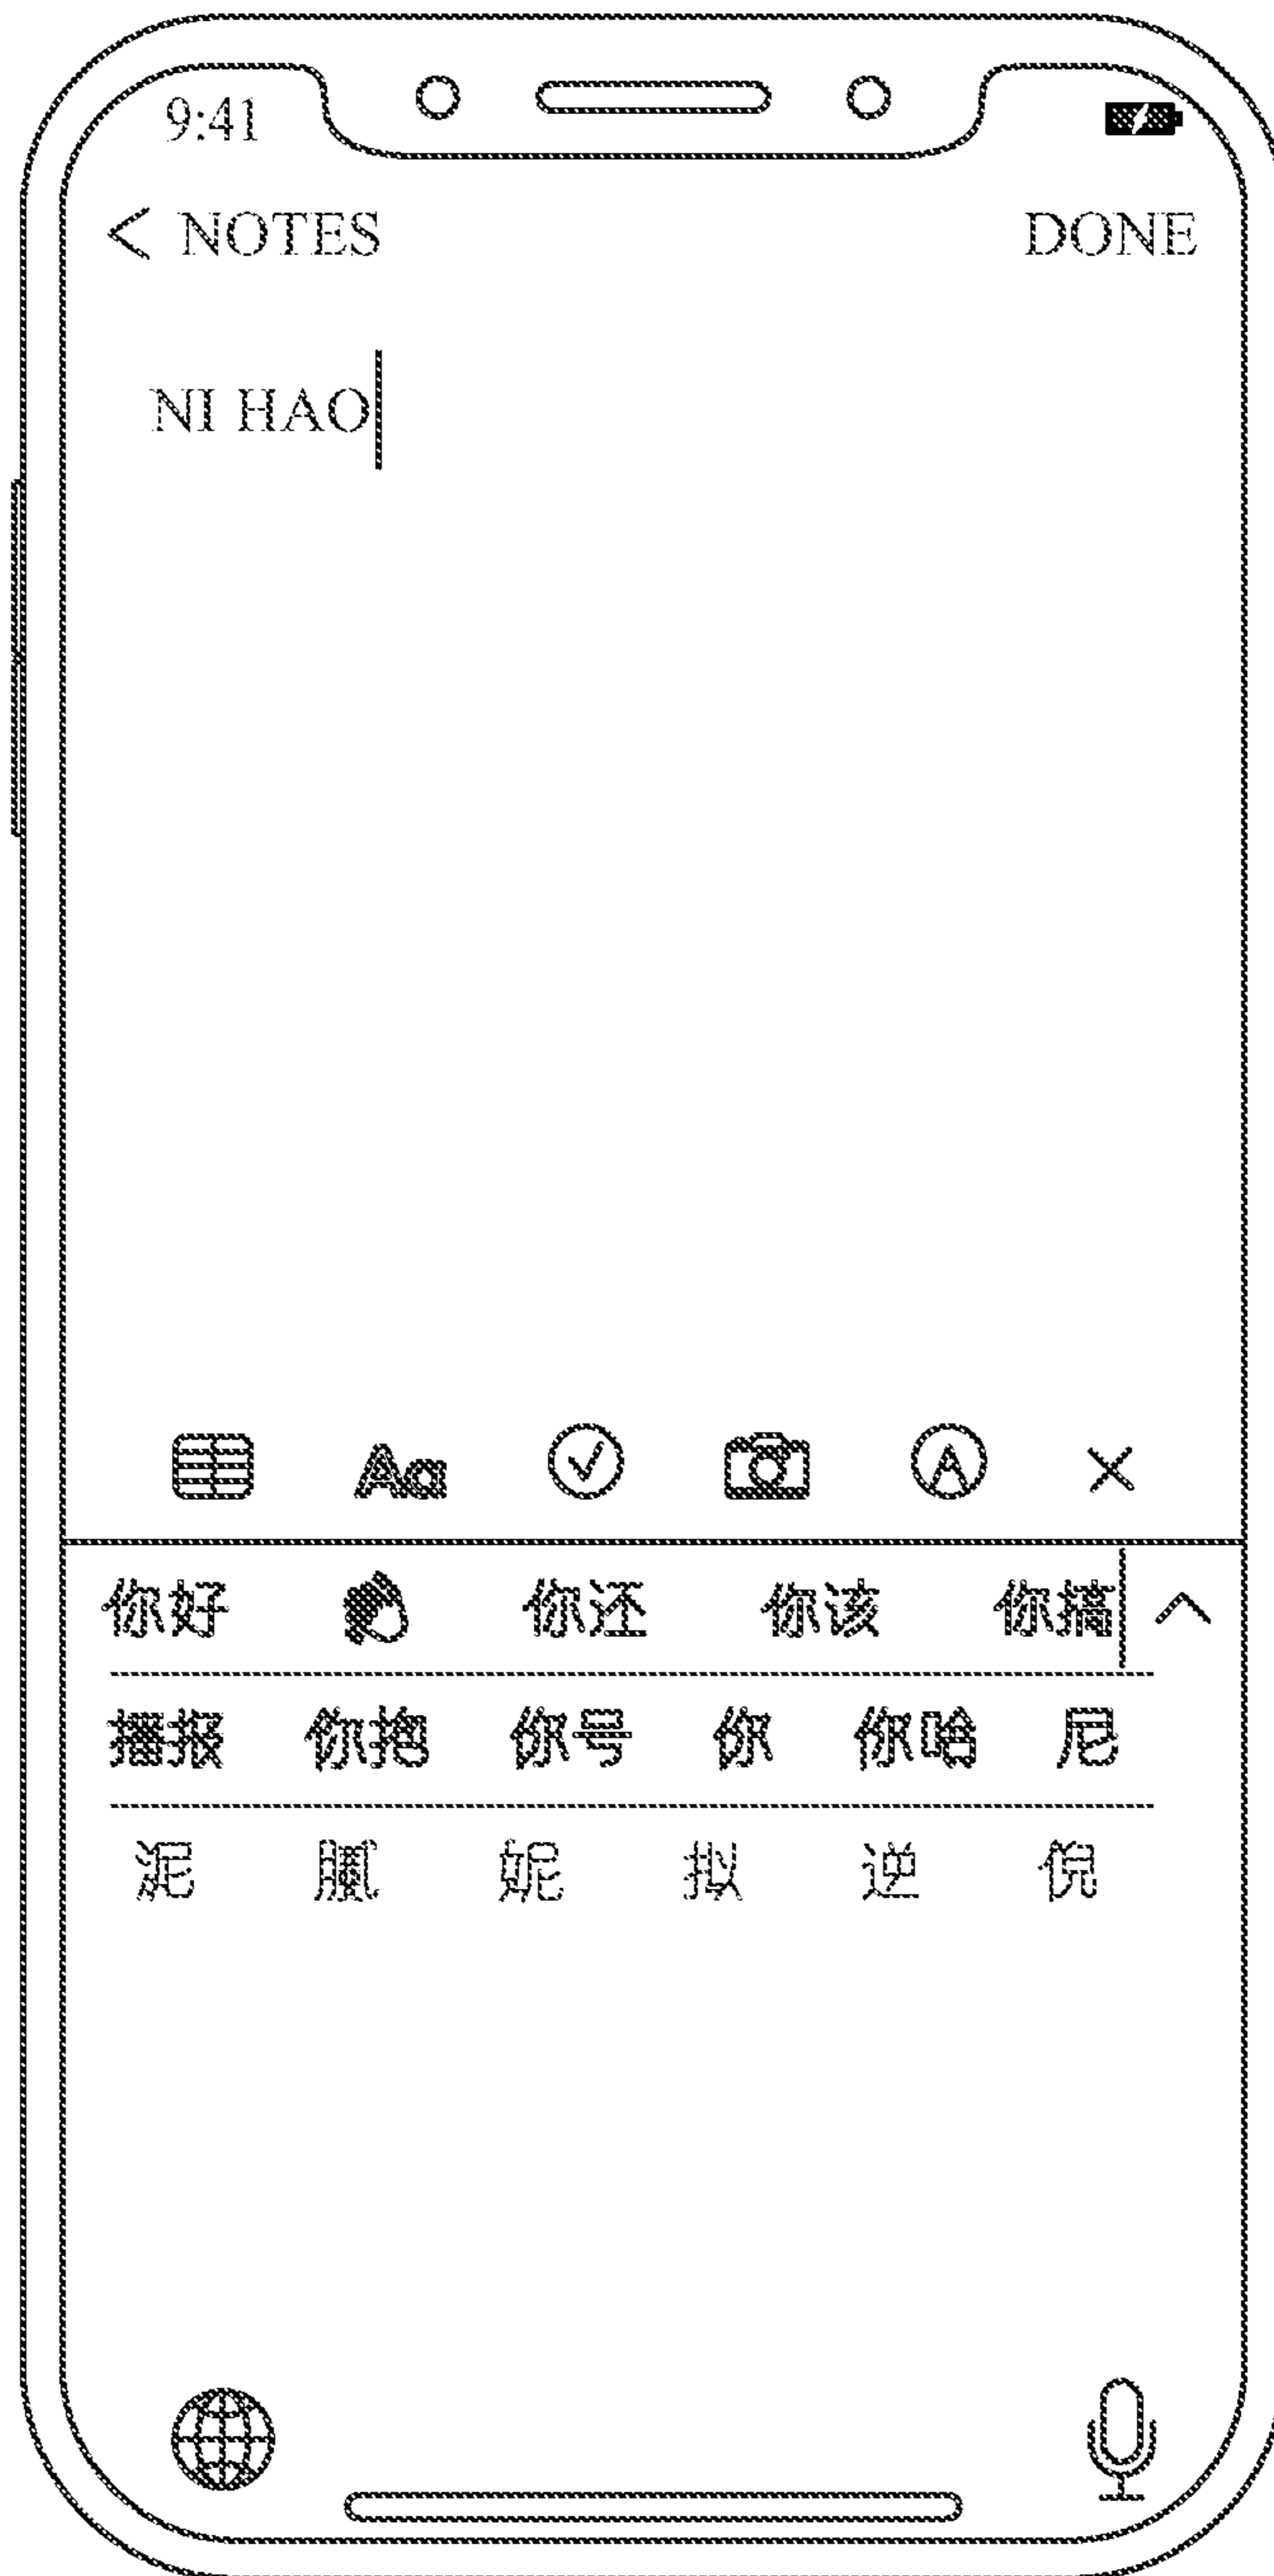 9:41
< NOTES DONE
NI HAO
Aa
你好 你还 你该 你搞
播报 你抱 你号 你 你哈 尼
泥 腻 妮 拟 逆 倪